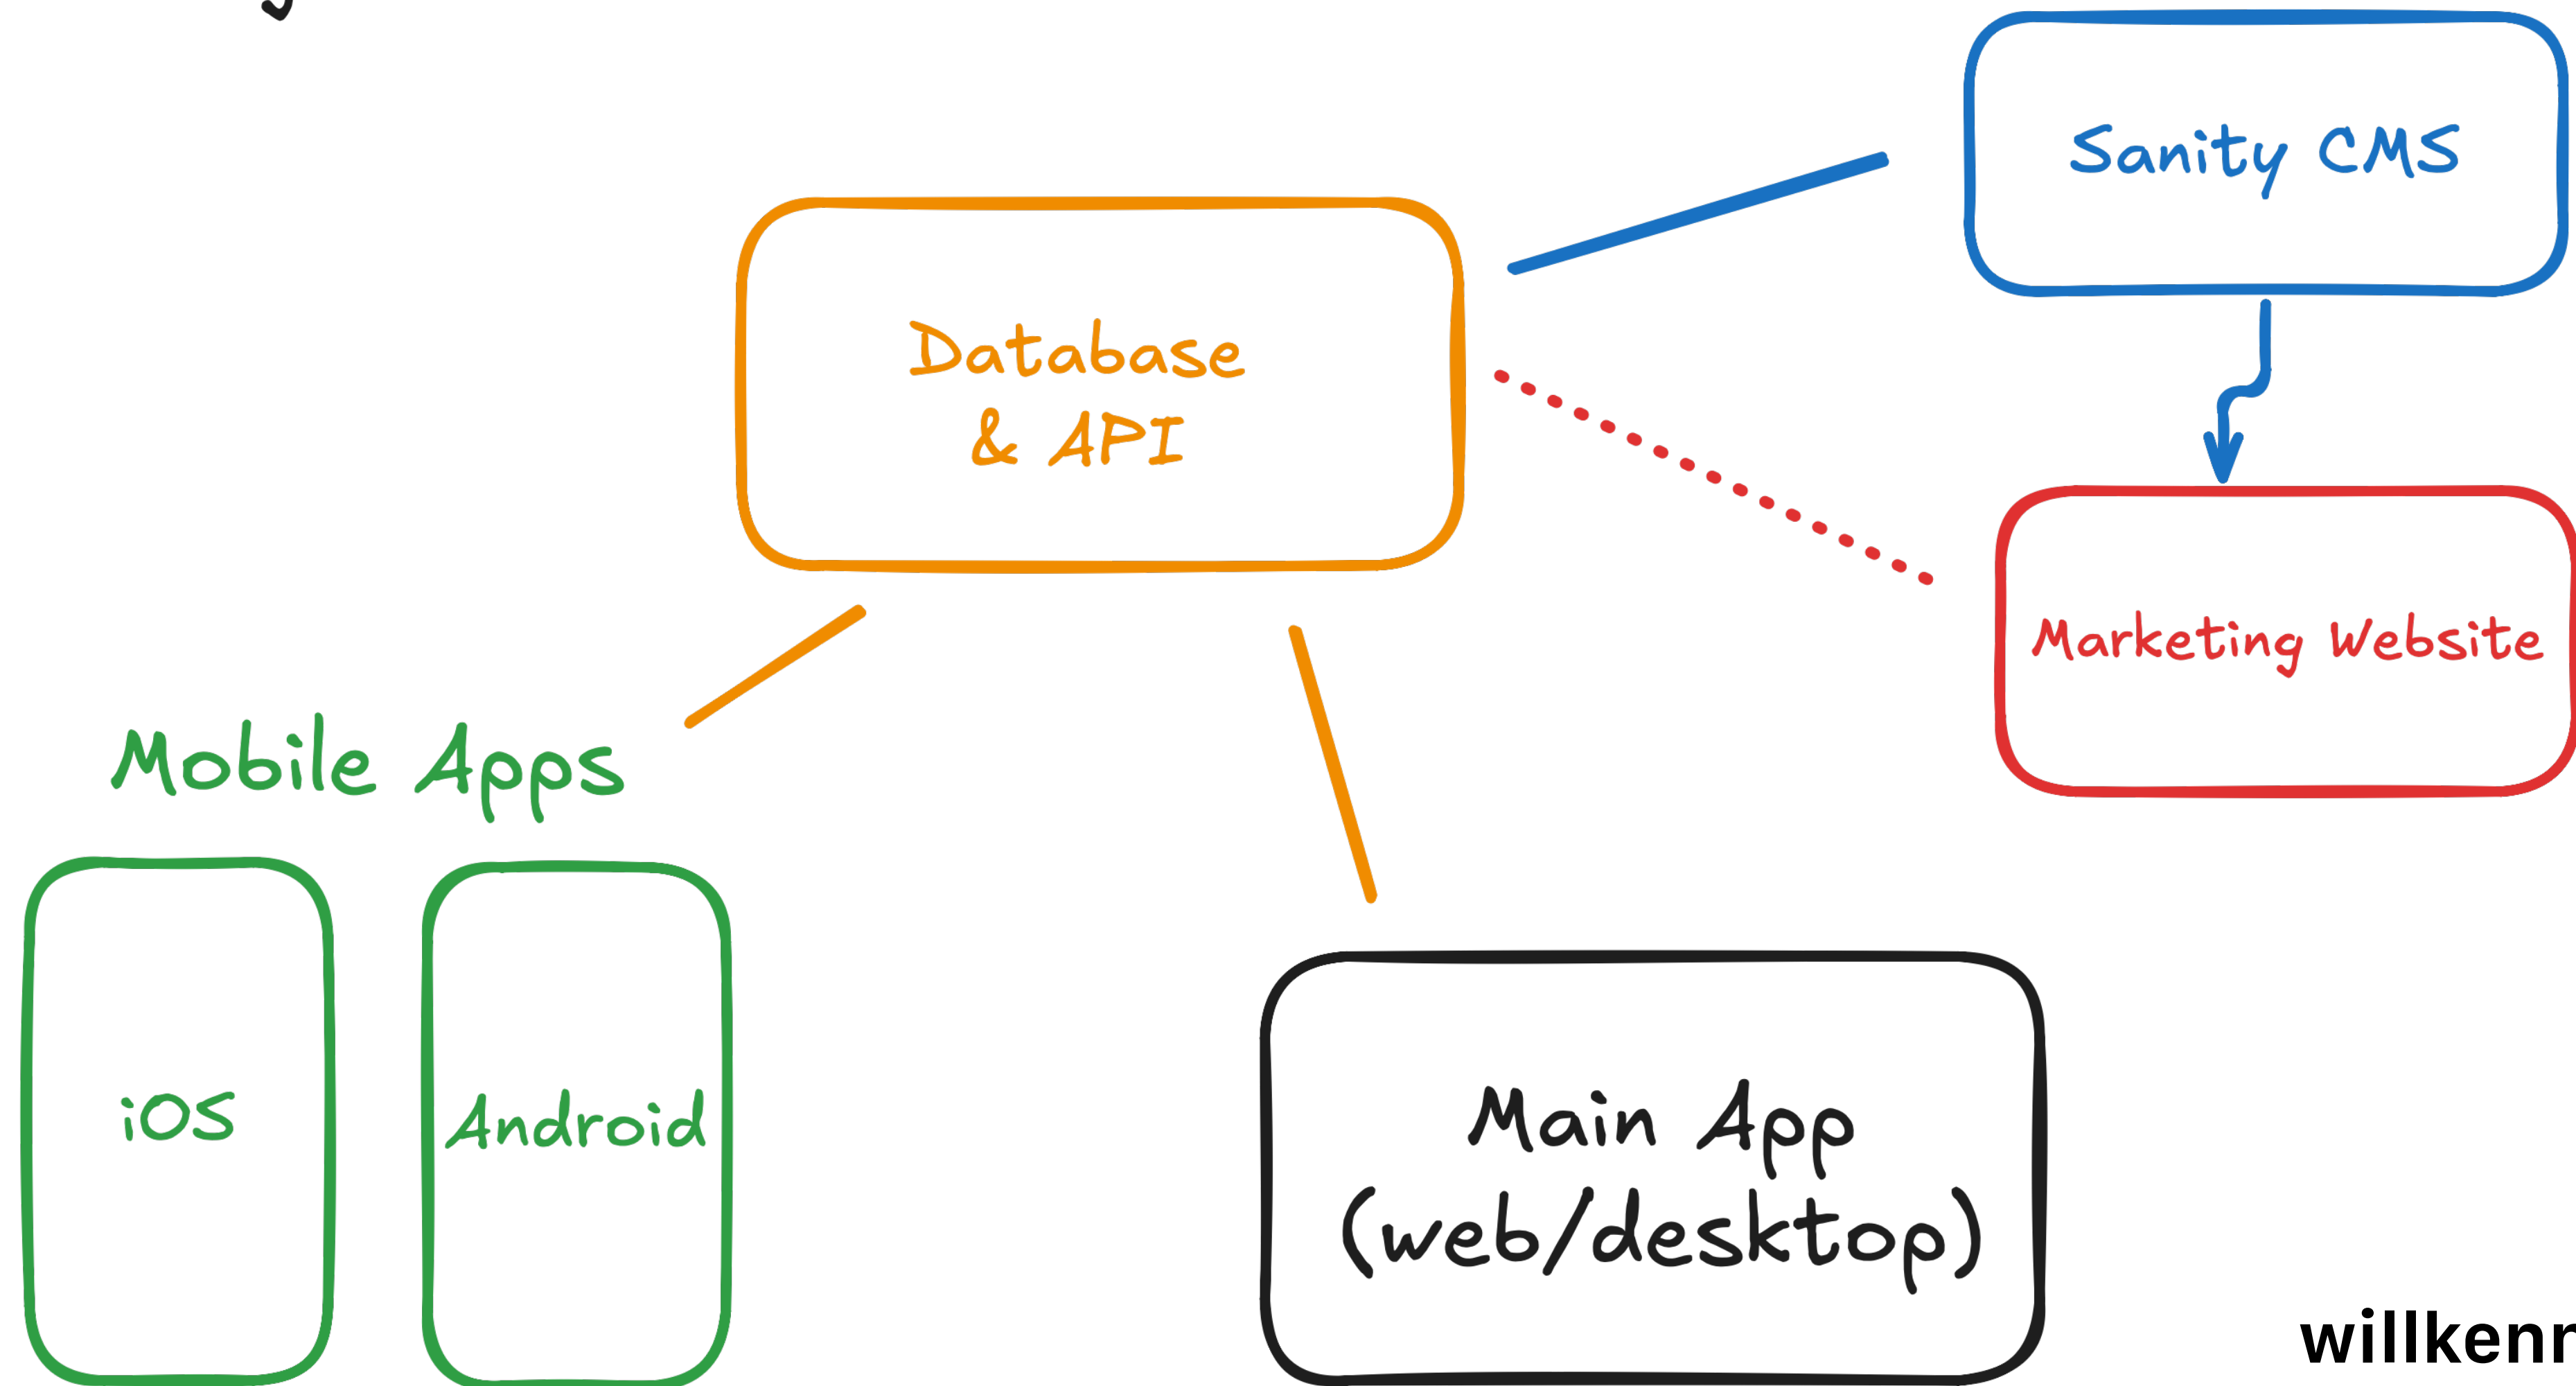 Sanity CMS
Database
& API
Marketing Website
Mobile Apps
iOS
Android
Main App
(web/desktop)